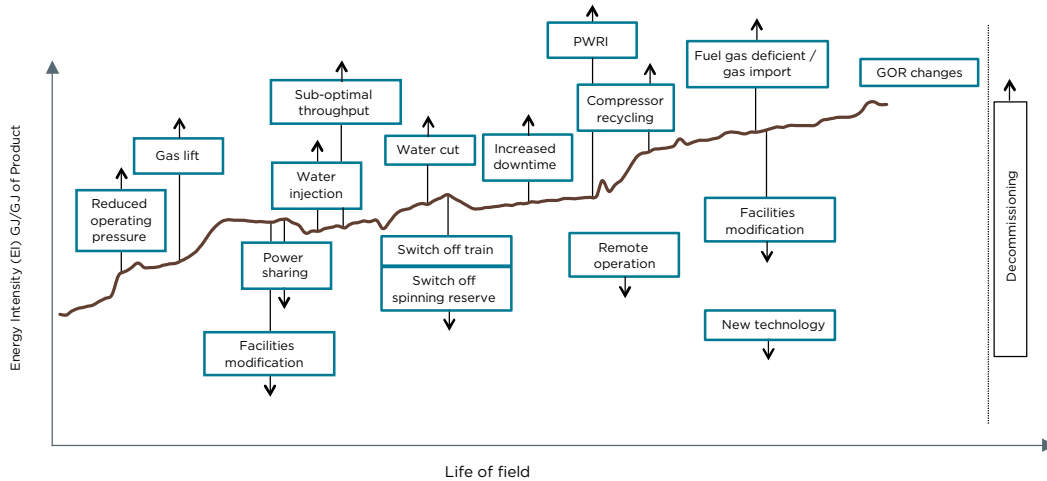 PWRI
Fuel gas deficient /
gas import
GOR changes
Sub-optimal
throughput
Compressor
recycling
Gas lift
Water cut
Increased
downtime
Water
injection
Reduced
operating
pressure
Facilities
modification
Power
sharing
Switch off train
Remote
operation
Switch off
spinning reserve
New technology
Facilities
modification
Decommissioning
Energy Intensity (EI) GJ/GJ of Product
Life of field